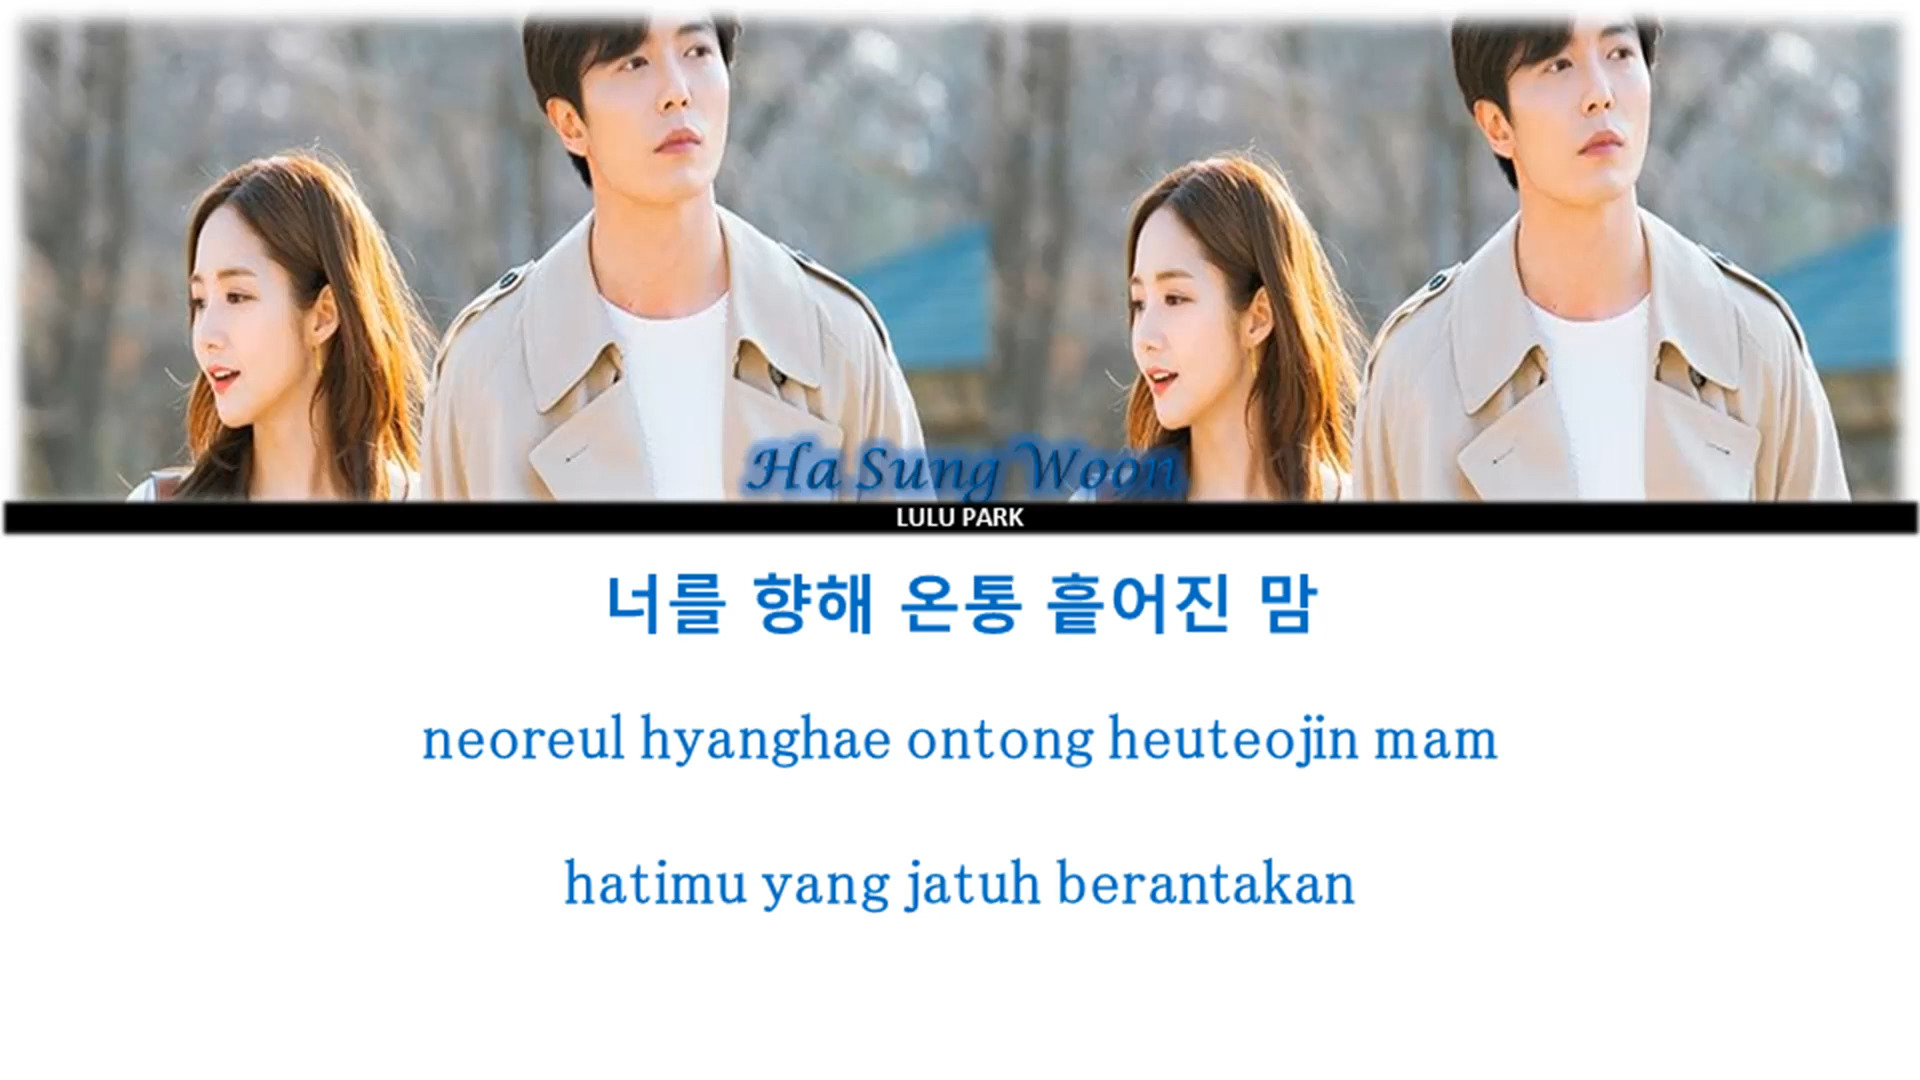 Ha Sung Woon
LULU PARK
너를 향해 온통 흩어진 맘
neoreul hyanghae ontong heuteojin mam
hatimu yang jatuh berantakan